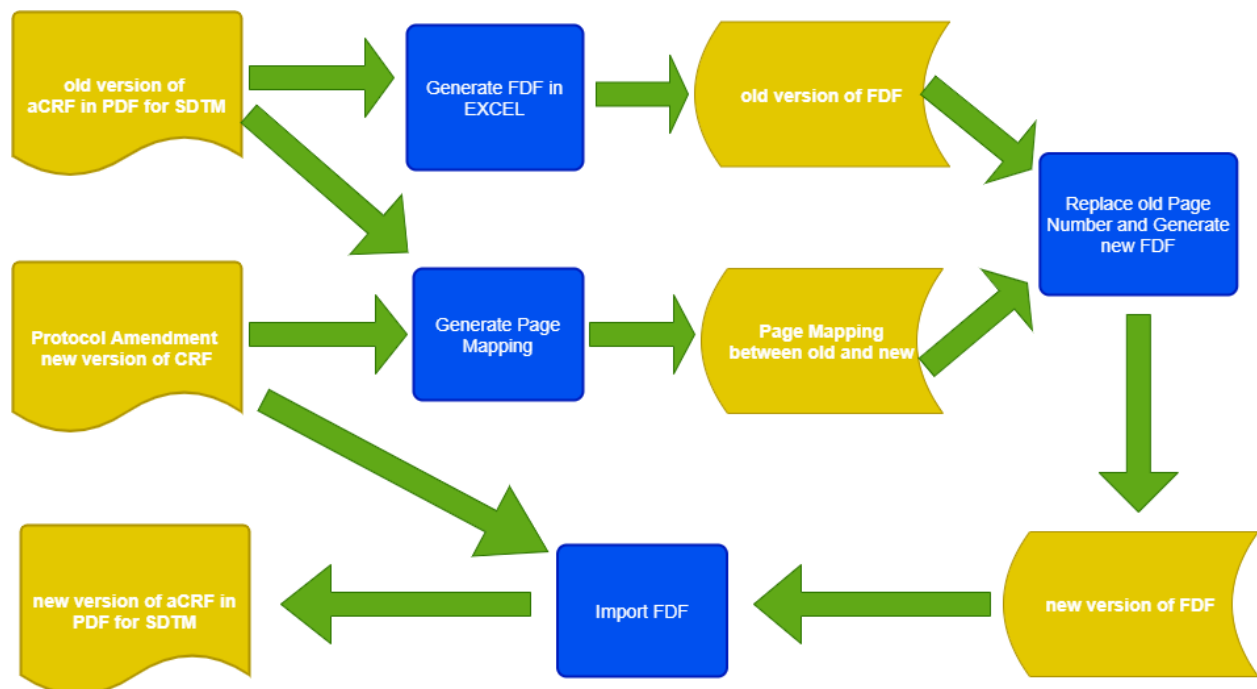 old version of
aCRF in PDF for SDTM
Generate FDF in
EXCEL
old version of FDF
Replace old Page
Number and Generate
new FDF
Protocol Amendment
new version of CRF
Generate Page
Mapping
Page Mapping
between old and new
new version of aCRF in
PDF for SDTM
Import FDF
new version of FDF